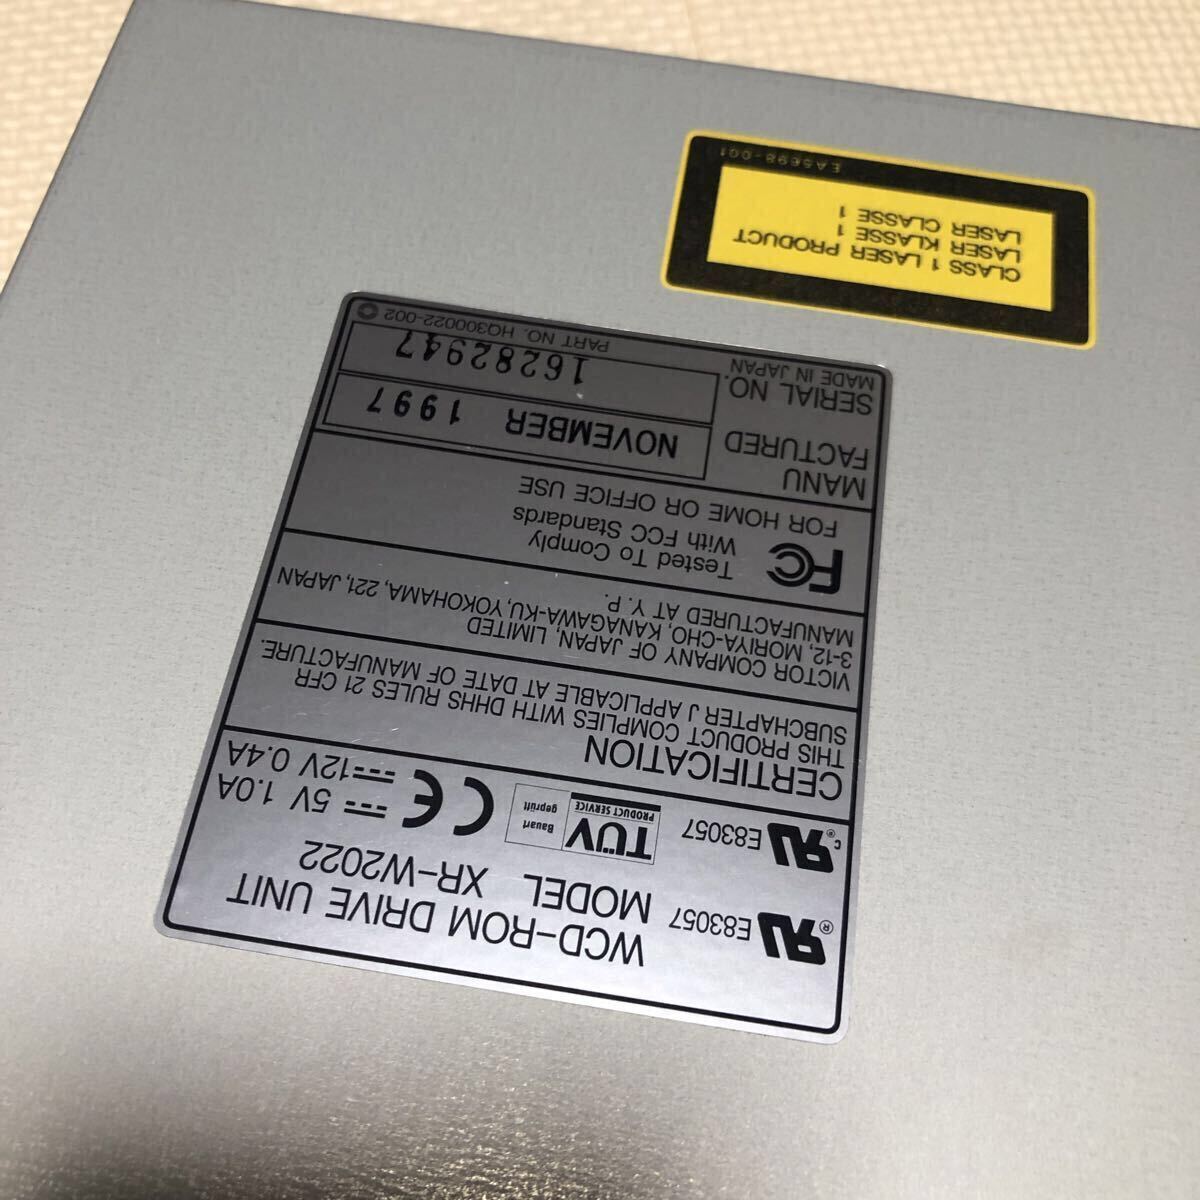 WCD-ROM DRIVE UNIT
MODEL XR-W2022
® E83057
c ® E83057
TÜV
PRODUCT SERVICE
Bauart
geprüft
CE
5V 1.0A
12V 0.4A
CERTIFICATION
THIS PRODUCT COMPLIES WITH DHHS RULES 21 CFR
SUBCHAPTER J APPLICABLE AT DATE OF MANUFACTURE.
VICTOR COMPANY OF JAPAN, LIMITED
3-12, MORIYA-CHO, KANAGAWA-KU, YOKOHAMA, 221, JAPAN
MANUFACTURED AT Y. P.
FC
Tested To Comply
With FCC Standards
FOR HOME OR OFFICE USE
MANU
FACTURED
NOVEMBER 1997
SERIAL NO.
16282947
MADE IN JAPAN
PART NO. HQ300022-002
CLASS 1 LASER PRODUCT
LASER KLASSE 1
LASER CLASSE 1
EA5698-001